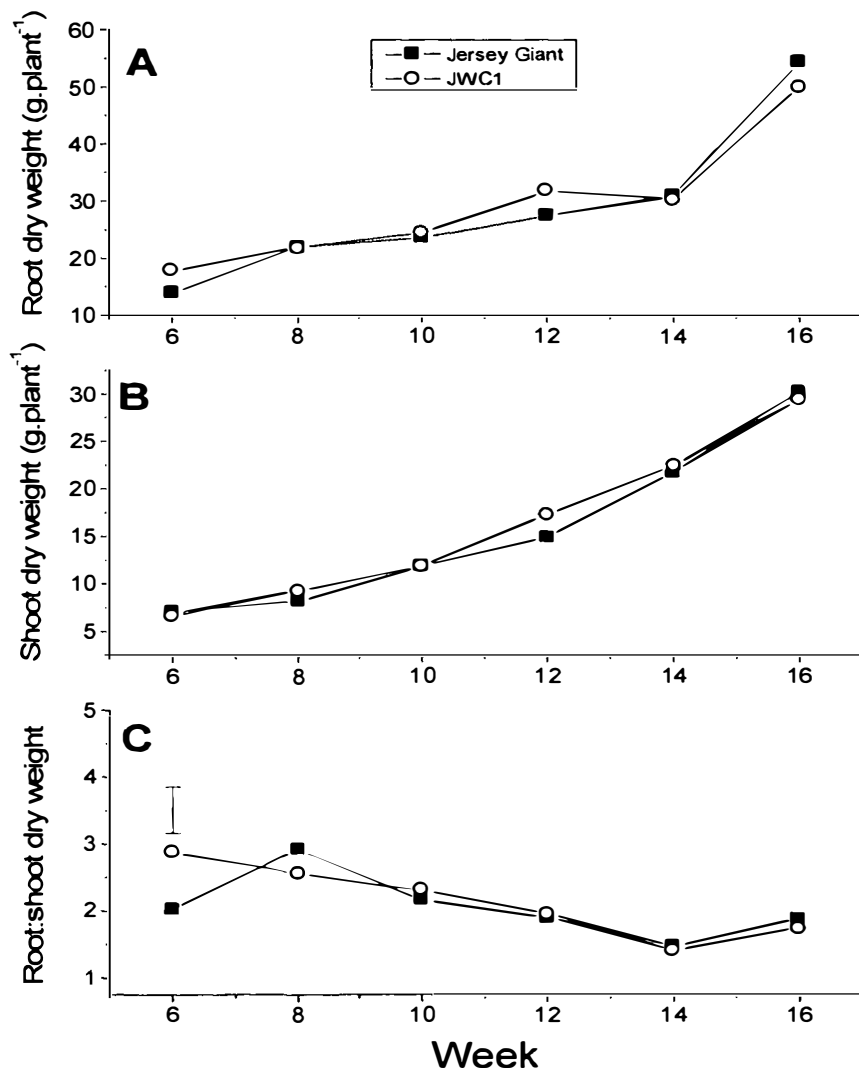 A
Jersey Giant
JWC1
Root dry weight (g.plant⁻¹)
60
50
40
30
20
10
6 8 10 12 14 16
B
Shoot dry weight (g.plant⁻¹)
30
25
20
15
10
5
6 8 10 12 14 16
C
Root:shoot dry weight
5
4
3
2
1
6 8 10 12 14 16
Week